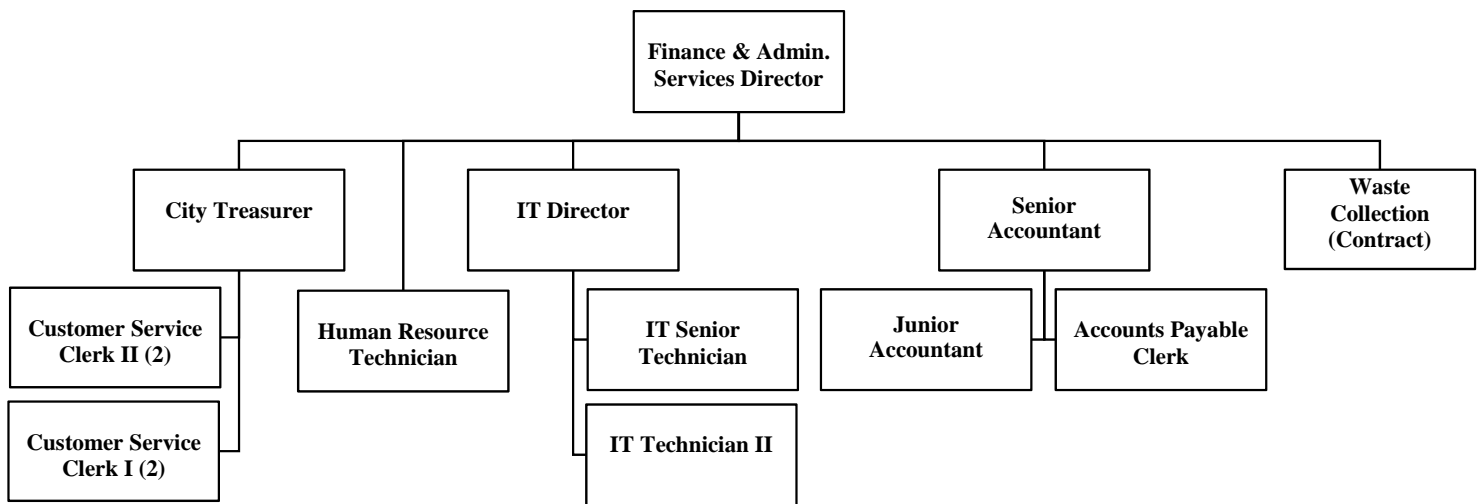 Finance & Admin.
Services Director
City Treasurer
IT Director
Senior
Accountant
Waste
Collection
(Contract)
Customer Service
Clerk II (2)
Human Resource
Technician
IT Senior
Technician
Junior
Accountant
Accounts Payable
Clerk
Customer Service
Clerk I (2)
IT Technician II